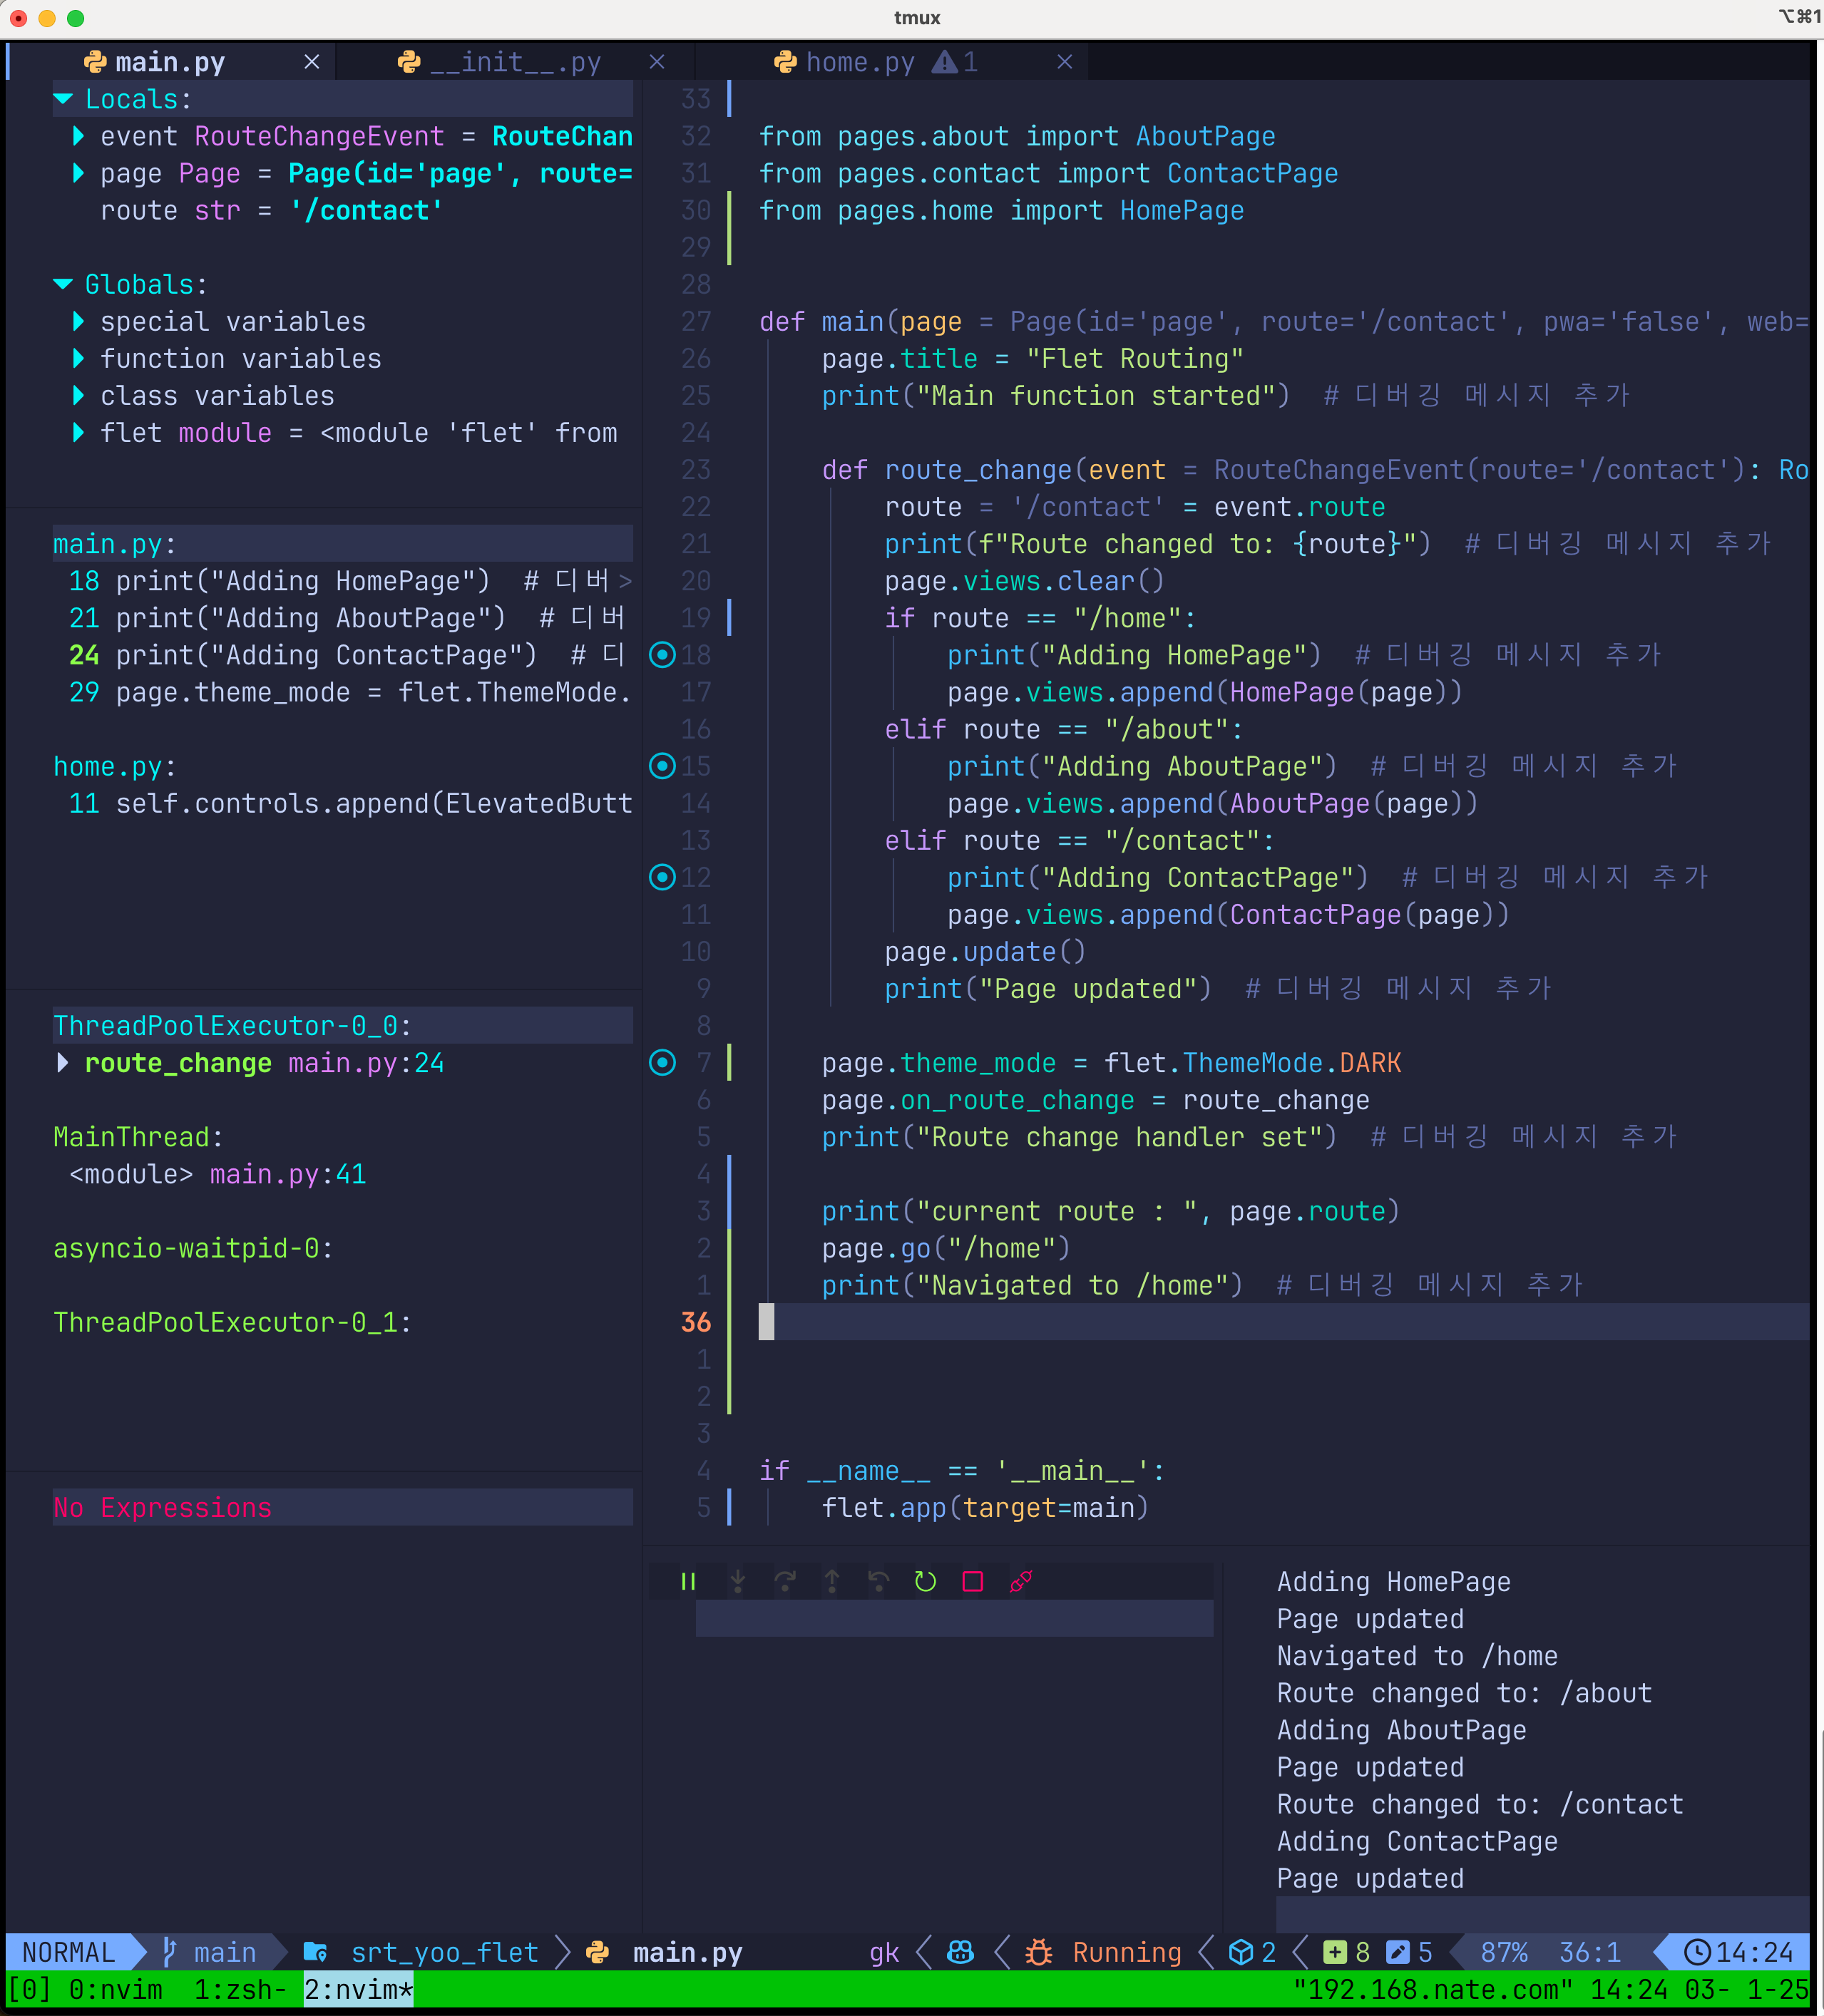 tmux
⌥⌘1
main.py × __init__.py × home.py 1 ×
Locals:
event RouteChangeEvent = RouteChan
page Page = Page(id='page', route=
route str = '/contact'
Globals:
special variables
function variables
class variables
flet module = <module 'flet' from
main.py:
18 print("Adding HomePage")  # 디버>
21 print("Adding AboutPage")  # 디버
24 print("Adding ContactPage")  # 디
29 page.theme_mode = flet.ThemeMode.
home.py:
11 self.controls.append(ElevatedButt
ThreadPoolExecutor-0_0:
route_change main.py:24
MainThread:
<module> main.py:41
asyncio-waitpid-0:
ThreadPoolExecutor-0_1:
No Expressions
33
32 from pages.about import AboutPage
31 from pages.contact import ContactPage
30 from pages.home import HomePage
29
28
27 def main(page = Page(id='page', route='/contact', pwa='false', web=
26     page.title = "Flet Routing"
25     print("Main function started")  # 디버깅 메시지 추가
24
23     def route_change(event = RouteChangeEvent(route='/contact'): Ro
22         route = '/contact' = event.route
21         print(f"Route changed to: {route}")  # 디버깅 메시지 추가
20         page.views.clear()
19         if route == "/home":
18             print("Adding HomePage")  # 디버깅 메시지 추가
17             page.views.append(HomePage(page))
16         elif route == "/about":
15             print("Adding AboutPage")  # 디버깅 메시지 추가
14             page.views.append(AboutPage(page))
13         elif route == "/contact":
12             print("Adding ContactPage")  # 디버깅 메시지 추가
11             page.views.append(ContactPage(page))
10         page.update()
9         print("Page updated")  # 디버깅 메시지 추가
8
7     page.theme_mode = flet.ThemeMode.DARK
6     page.on_route_change = route_change
5     print("Route change handler set")  # 디버깅 메시지 추가
4
3     print("current route : ", page.route)
2     page.go("/home")
1     print("Navigated to /home")  # 디버깅 메시지 추가
36
1
2
3
4 if __name__ == '__main__':
5     flet.app(target=main)
Adding HomePage
Page updated
Navigated to /home
Route changed to: /about
Adding AboutPage
Page updated
Route changed to: /contact
Adding ContactPage
Page updated
NORMAL main srt_yoo_flet main.py gk Running 2 8 5 87% 36:1 14:24
[0] 0:nvim  1:zsh- 2:nvim* "192.168.nate.com" 14:24 03- 1-25